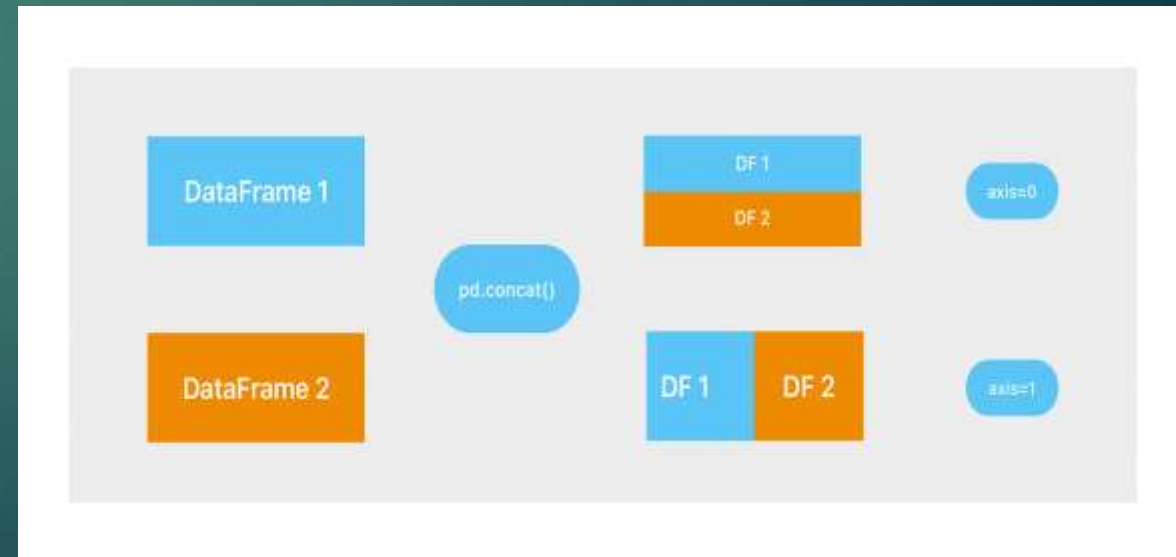 DataFrame 1
DF 1
DF 2
axis=0
pd.concat()
DataFrame 2
DF 1
DF 2
axis=1